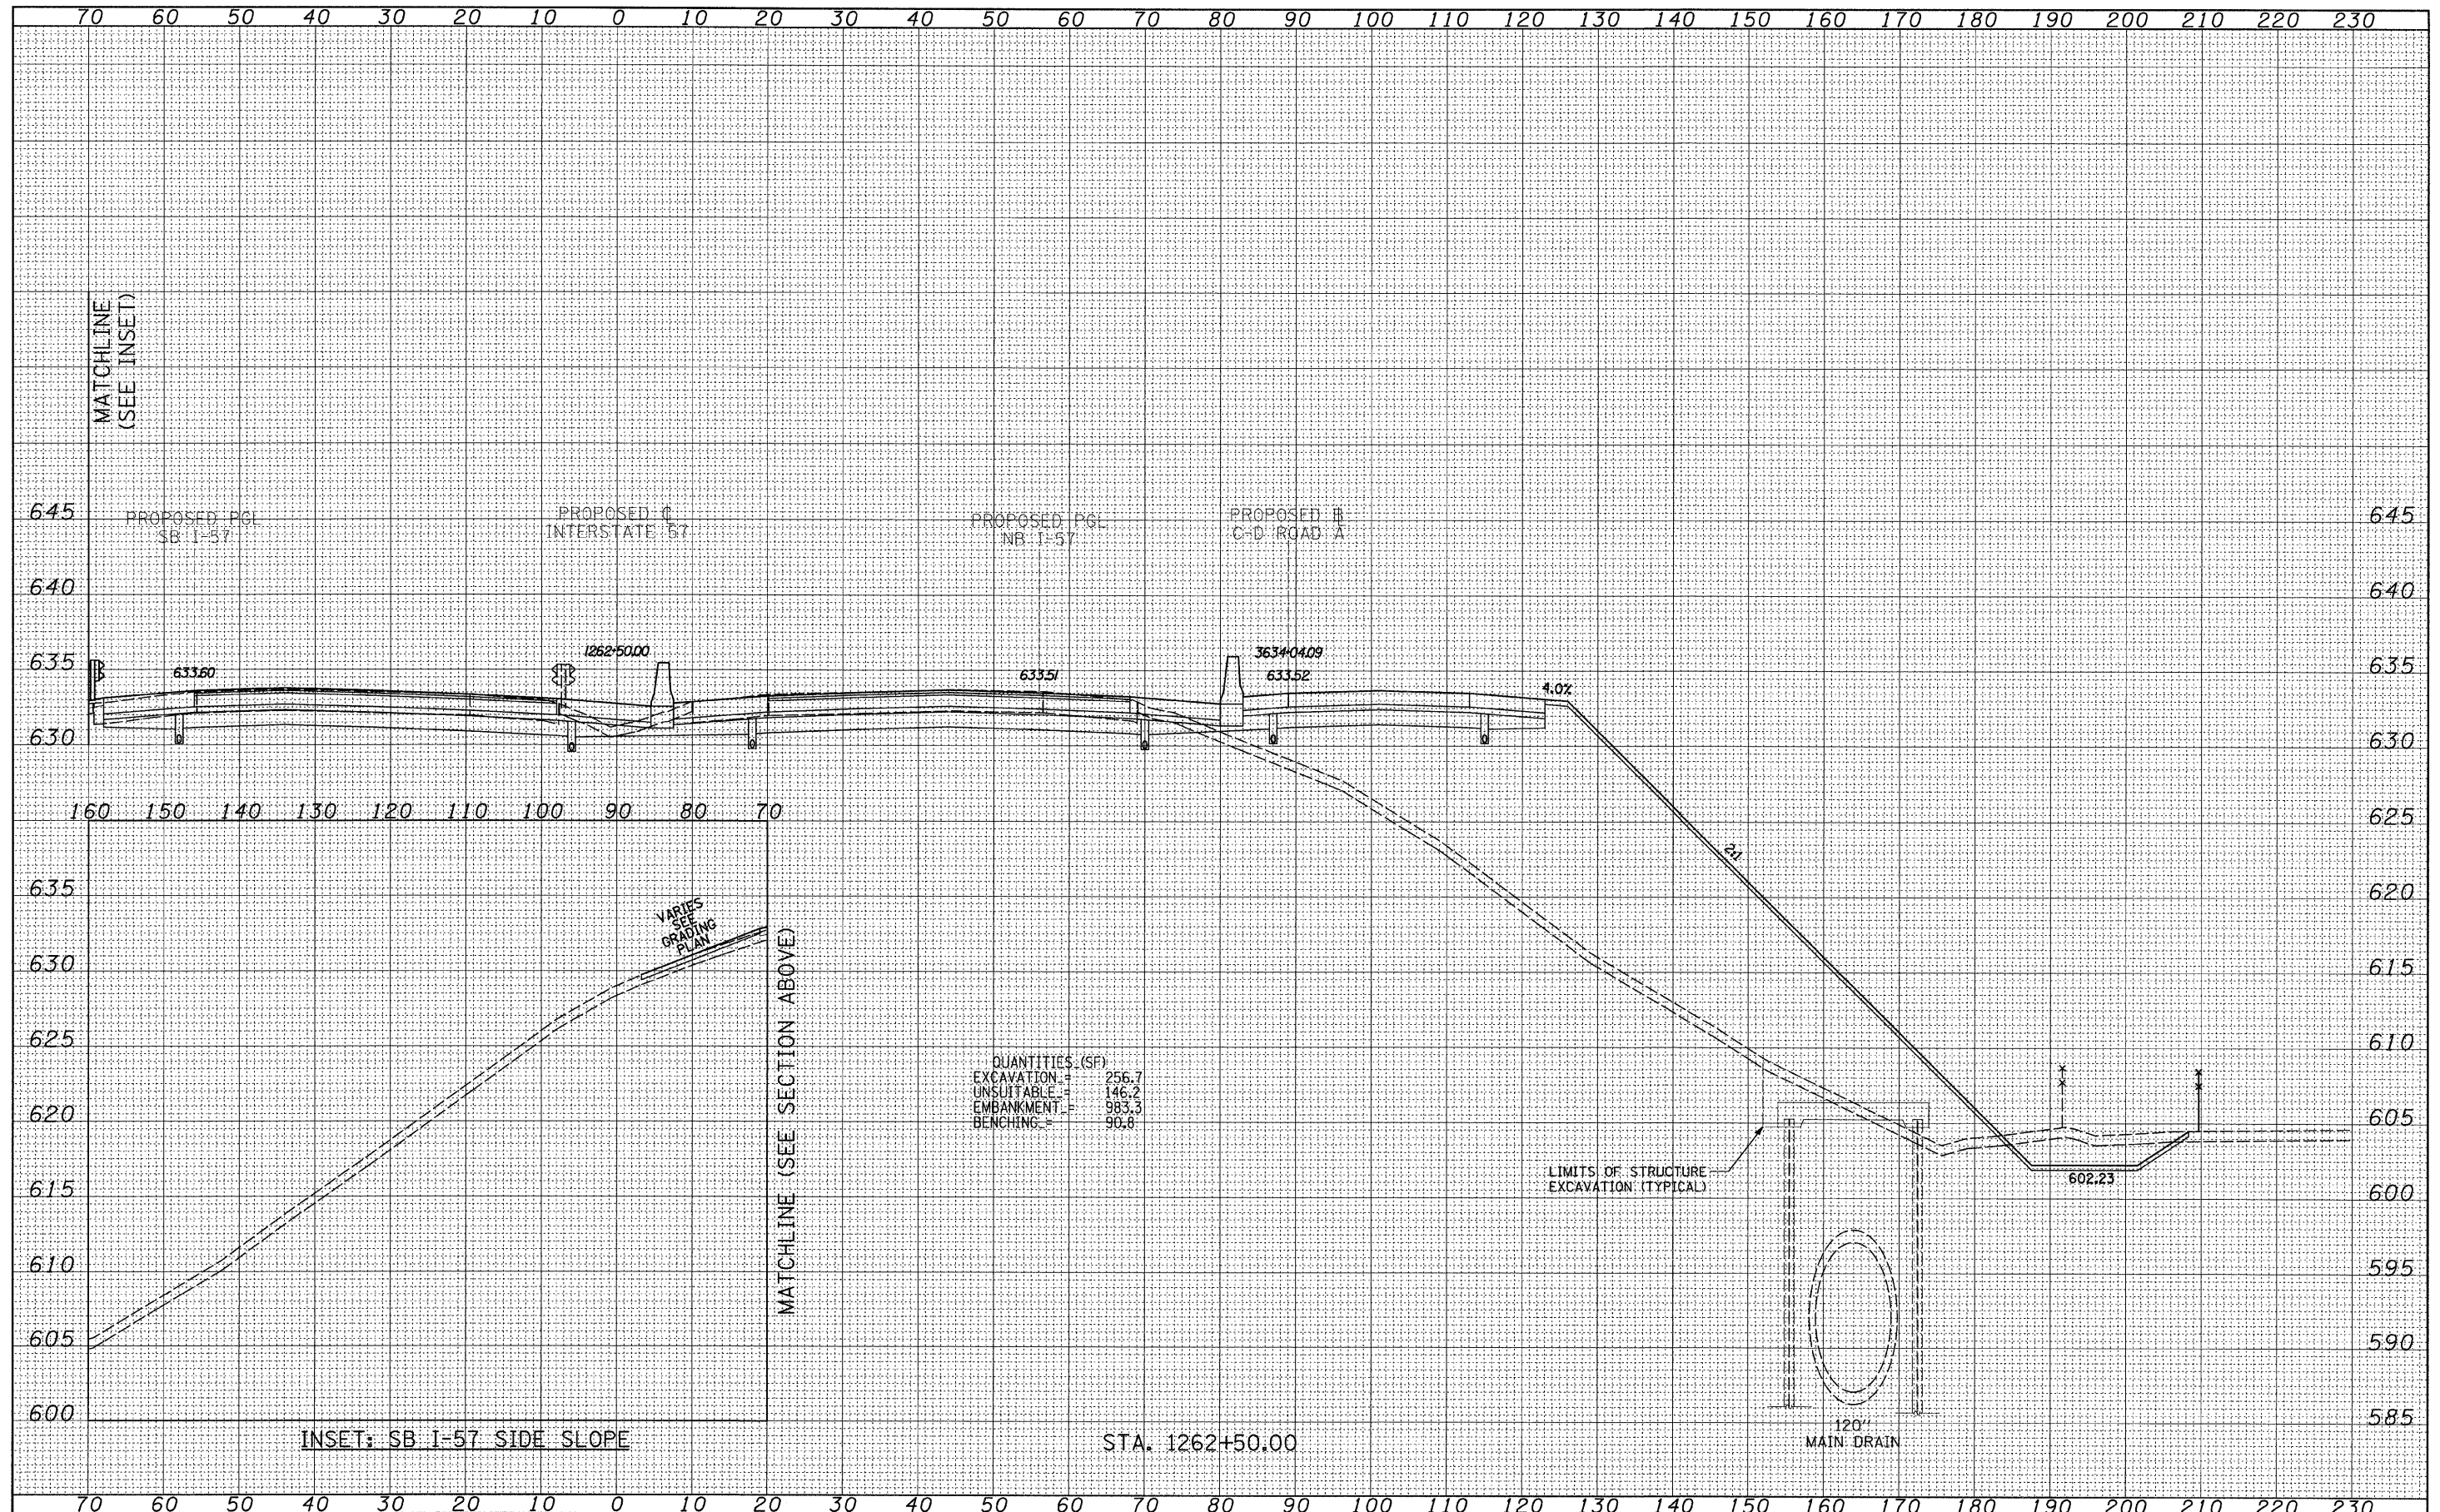 70 60 50 40 30 20 10 0 10 20 30 40 50 60 70 80 90 100 110 120 130 140 150 160 170 180 190 200 210 220 230
MATCHLINE
(SEE INSET)
645 645
PROPOSED PGL
SB I-57
PROPOSED ℄
INTERSTATE 57
PROPOSED PGL
NB I-57
PROPOSED B
C-D ROAD A
640 640
635 635
633.60
1262+50.00
633.51
3634+04.09
633.52
4.0%
630 630
160 150 140 130 120 110 100 90 80 70
625
2:1
635 620
VARIES
SEE
GRADING
PLAN
630 615
MATCHLINE (SEE SECTION ABOVE)
625 610
QUANTITIES (SF)
EXCAVATION = 256.7
UNSUITABLE = 146.2
EMBANKMENT = 983.3
BENCHING = 90.8
620 605
LIMITS OF STRUCTURE
EXCAVATION (TYPICAL)
602.23
615 600
610 595
605 590
600 585
120"
MAIN DRAIN
INSET: SB I-57 SIDE SLOPE
STA. 1262+50.00
70 60 50 40 30 20 10 0 10 20 30 40 50 60 70 80 90 100 110 120 130 140 150 160 170 180 190 200 210 220 230